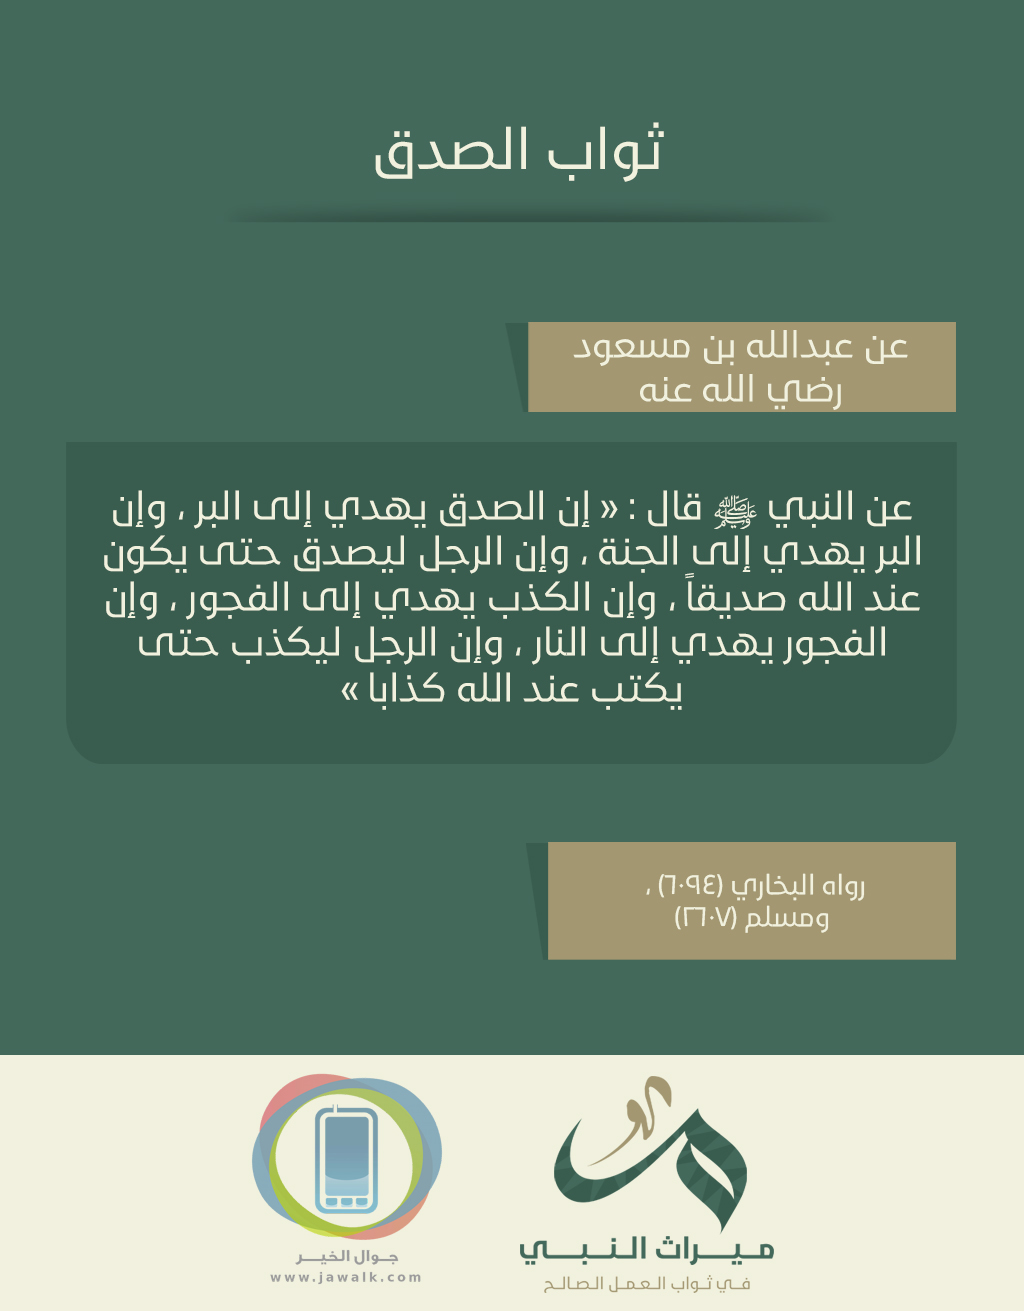 ثواب الصدق
عن عبدالله بن مسعود
رضي الله عنه
عن النبي ﷺ قال : « إن الصدق يهدي إلى البر ، وإن
البر يهدي إلى الجنة ، وإن الرجل ليصدق حتى يكون
عند الله صديقاً ، وإن الكذب يهدي إلى الفجور ، وإن
الفجور يهدي إلى النار ، وإن الرجل ليكذب حتى
يكتب عند الله كذابا »
رواه البخاري (٦٠٩٤) ،
ومسلم (٢٦٠٧)
ميراث النبي
في ثواب العمل الصالح
جوال الخير
www.jawalk.com